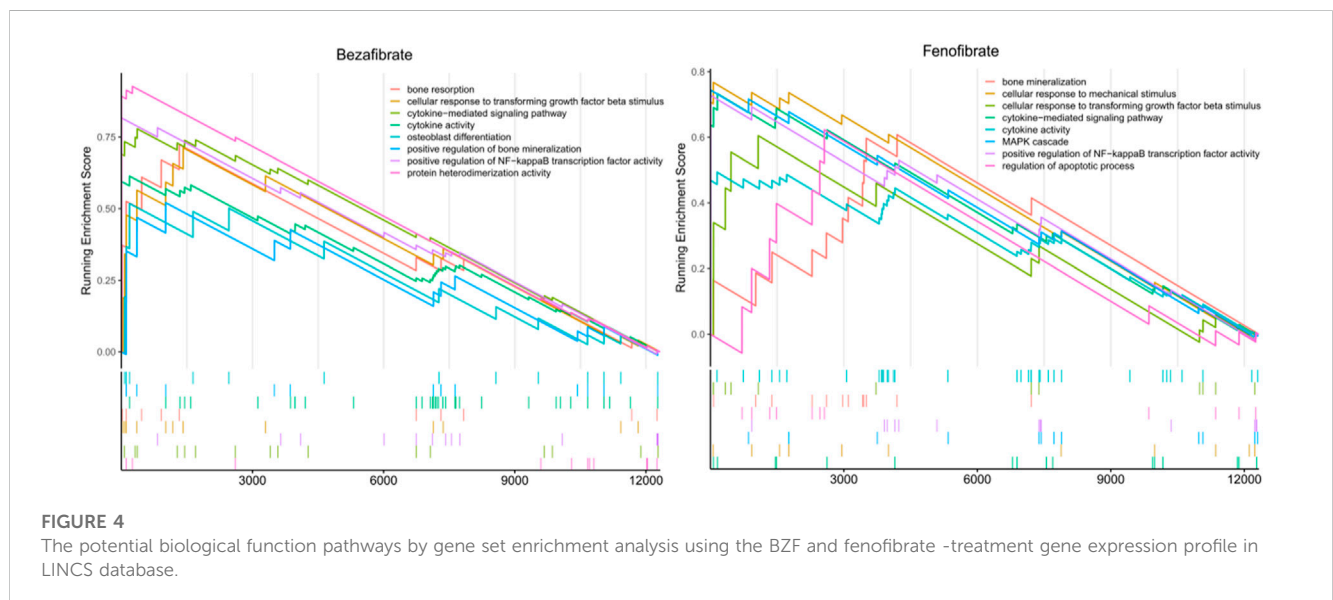 Bezafibrate
Running Enrichment Score
0.75
0.50
0.25
0.00
bone resorption
cellular response to transforming growth factor beta stimulus
cytokine−mediated signaling pathway
cytokine activity
osteoblast differentiation
positive regulation of bone mineralization
positive regulation of NF−kappaB transcription factor activity
protein heterodimerization activity
3000
6000
9000
12000
Fenofibrate
Running Enrichment Score
0.8
0.6
0.4
0.2
0.0
bone mineralization
cellular response to mechanical stimulus
cellular response to transforming growth factor beta stimulus
cytokine−mediated signaling pathway
cytokine activity
MAPK cascade
positive regulation of NF−kappaB transcription factor activity
regulation of apoptotic process
3000
6000
9000
12000
FIGURE 4
The potential biological function pathways by gene set enrichment analysis using the BZF and fenofibrate -treatment gene expression profile in
LINCS database.